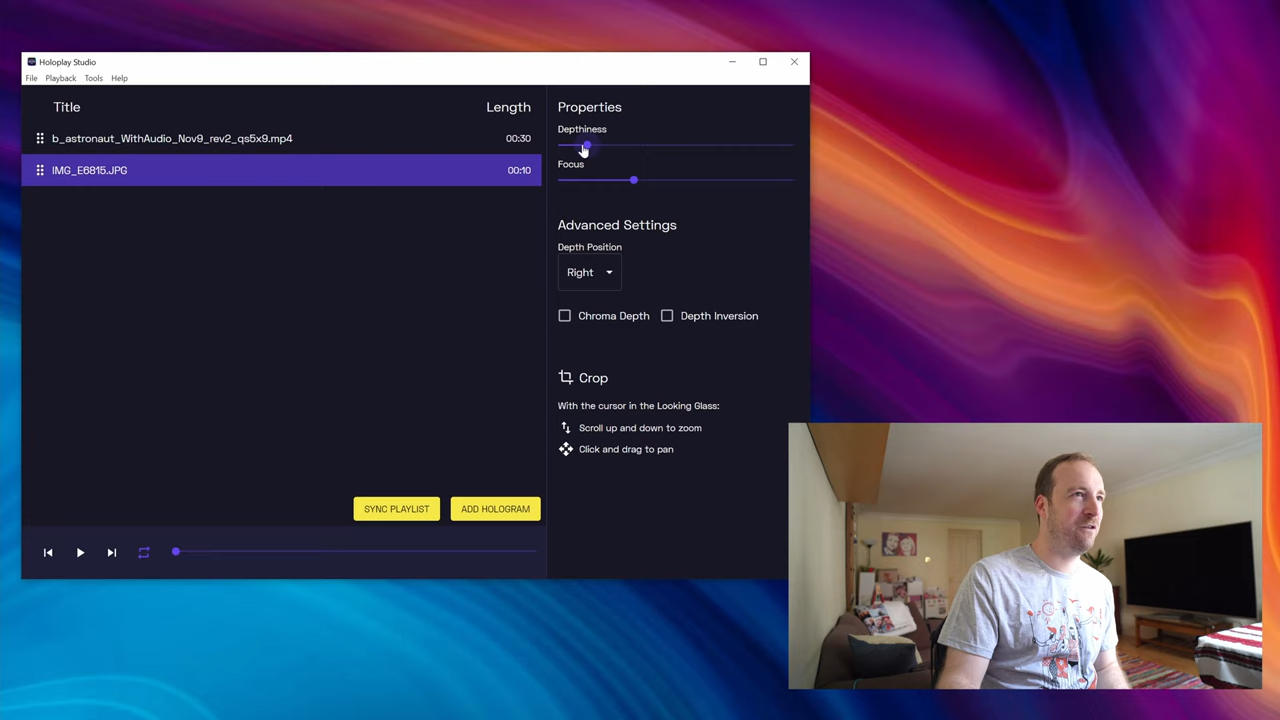 Holoplay Studio
File Playback Tools Help
Title Length
b_astronaut_WithAudio_Nov9_rev2_qs5x9.mp4 00:30
IMG_E6815.JPG 00:10
SYNC PLAYLIST ADD HOLOGRAM
Properties
Depthiness
Focus
Advanced Settings
Depth Position
Right
Chroma Depth Depth Inversion
Crop
With the cursor in the Looking Glass:
Scroll up and down to zoom
Click and drag to pan